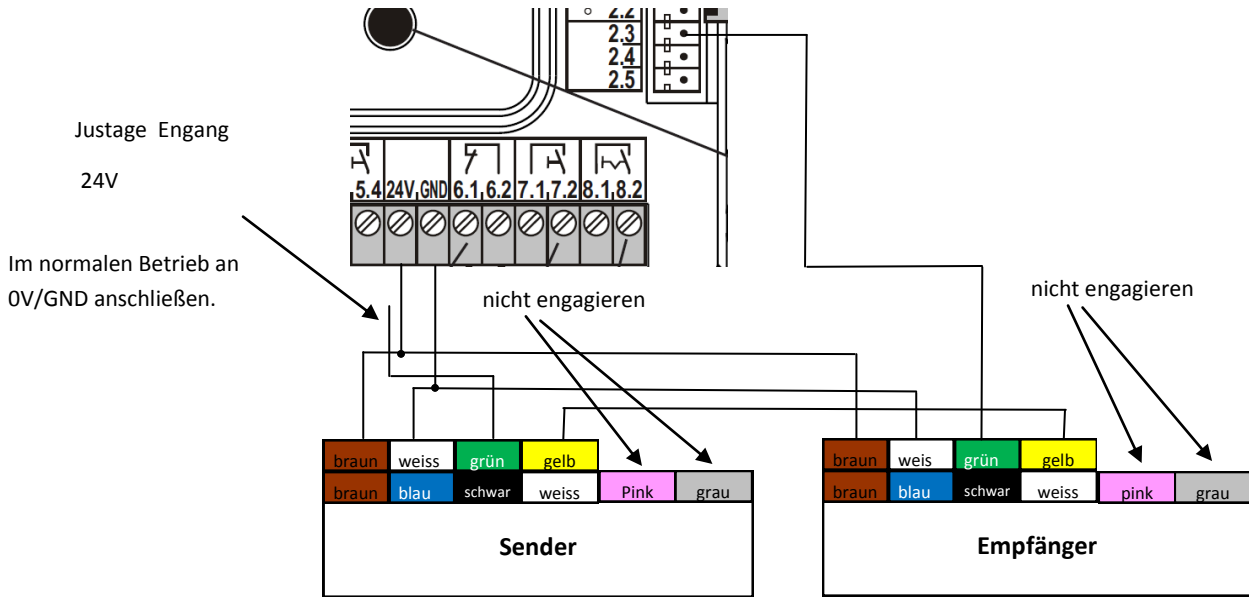 2.2
2.3
2.4
2.5
Justage Engang
24V
5.4 24V GND 6.1 6.2 7.1 7.2 8.1 8.2
Im normalen Betrieb an
0V/GND anschließen.
nicht engagieren
nicht engagieren
braun weiss grün gelb
braun blau schwar weiss Pink grau
Sender
braun weis grün gelb
braun blau schwar weiss pink grau
Empfänger